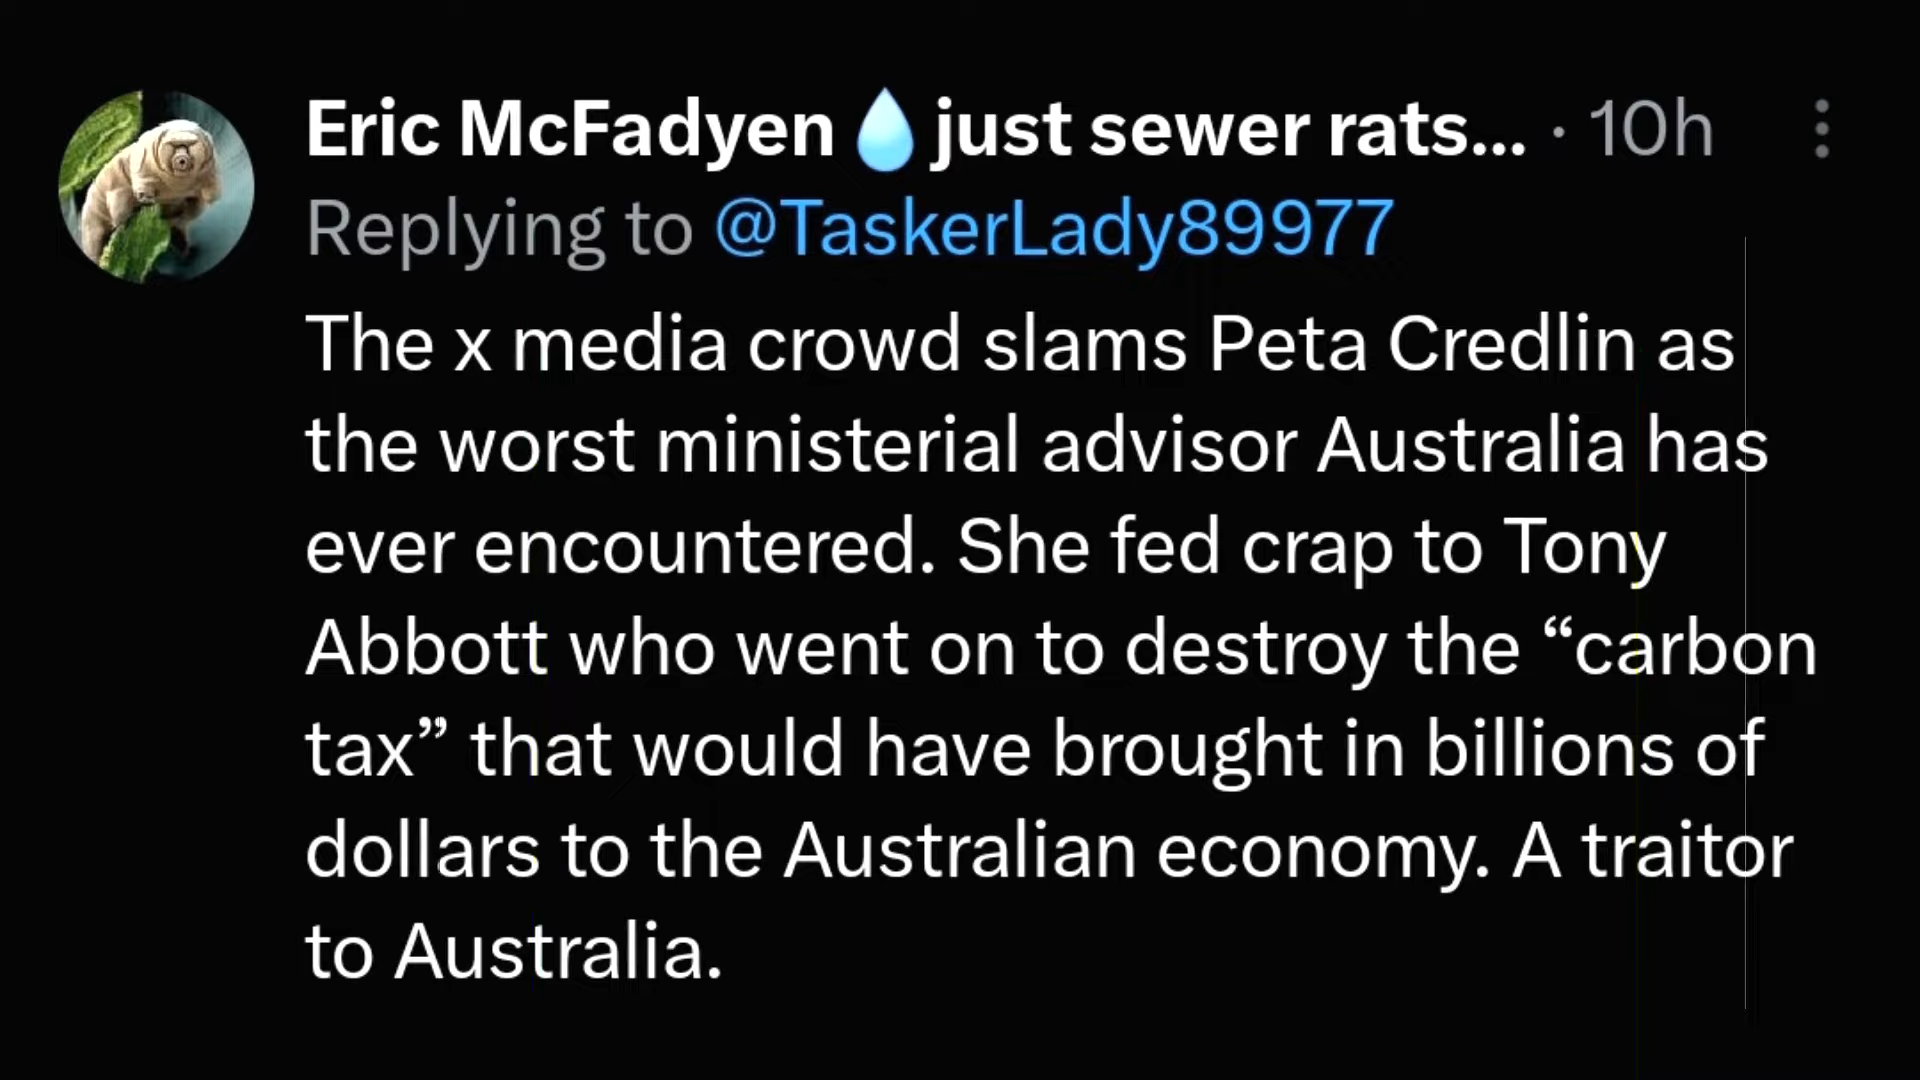 Eric McFadyen💧just sewer rats... · 10h
Replying to @TaskerLady89977
The x media crowd slams Peta Credlin as
the worst ministerial advisor Australia has
ever encountered. She fed crap to Tony
Abbott who went on to destroy the “carbon
tax” that would have brought in billions of
dollars to the Australian economy. A traitor
to Australia.